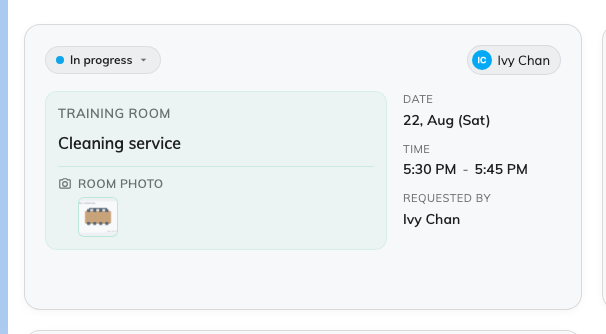 In progress
IC Ivy Chan
TRAINING ROOM
Cleaning service
ROOM PHOTO
DATE
22, Aug (Sat)
TIME
5:30 PM - 5:45 PM
REQUESTED BY
Ivy Chan